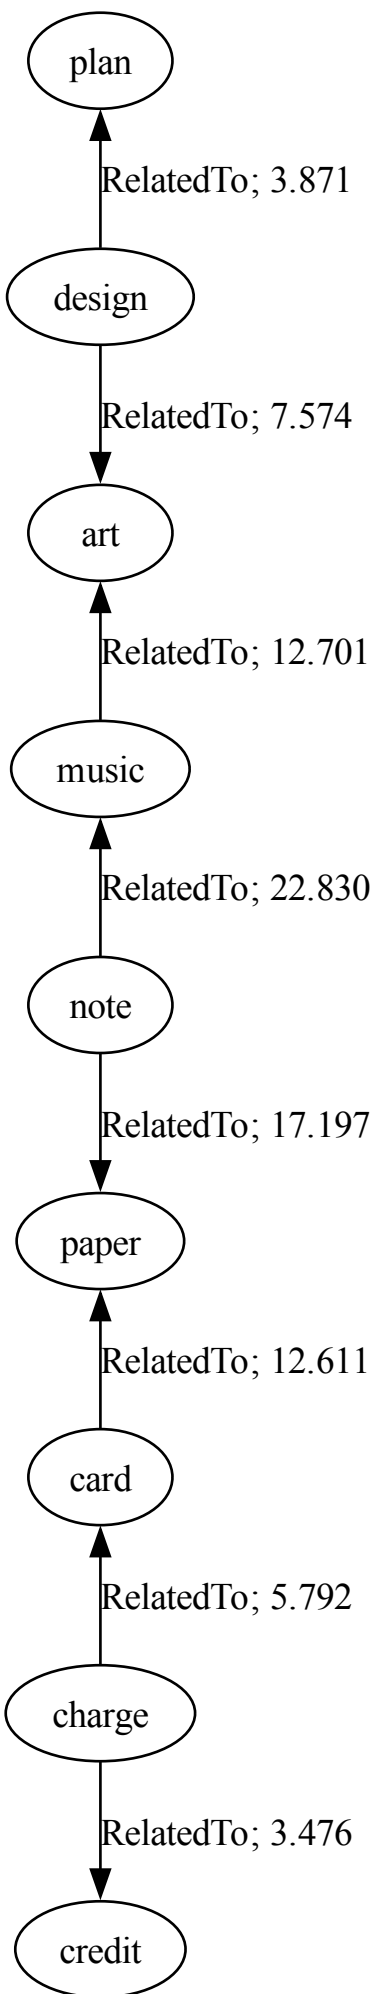 plan
RelatedTo; 3.871
design
RelatedTo; 7.574
art
RelatedTo; 12.701
music
RelatedTo; 22.830
note
RelatedTo; 17.197
paper
RelatedTo; 12.611
card
RelatedTo; 5.792
charge
RelatedTo; 3.476
credit